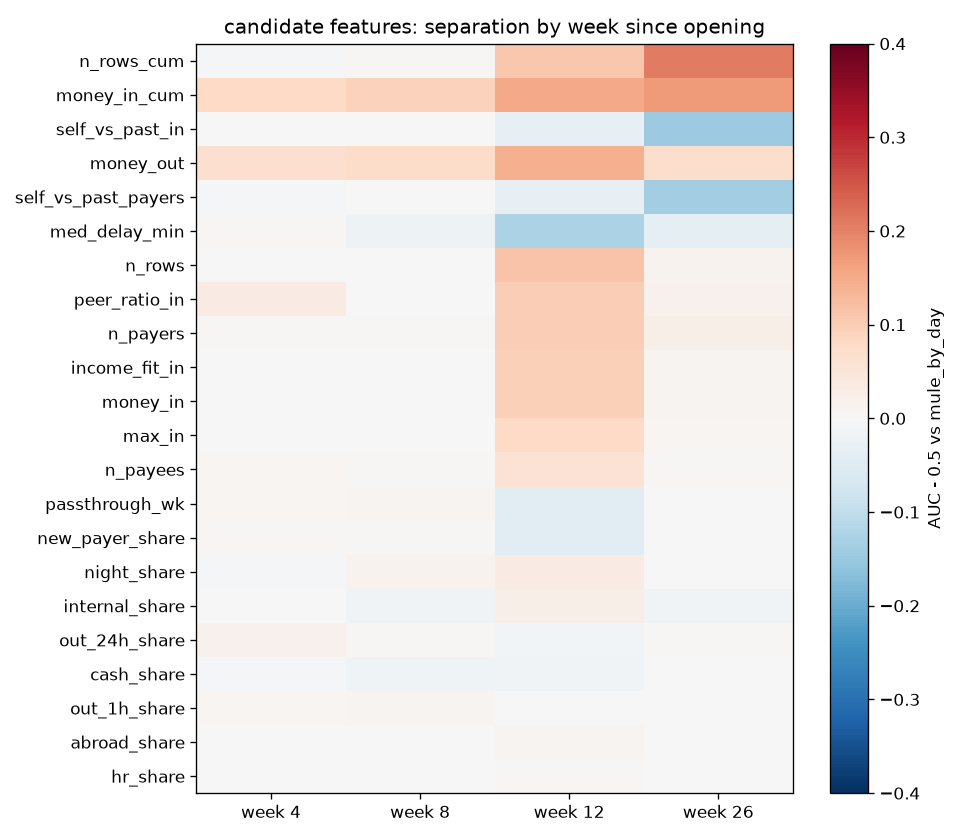 candidate features: separation by week since opening
n_rows_cum
money_in_cum
self_vs_past_in
money_out
self_vs_past_payers
med_delay_min
n_rows
peer_ratio_in
n_payers
income_fit_in
money_in
max_in
n_payees
passthrough_wk
new_payer_share
night_share
internal_share
out_24h_share
cash_share
out_1h_share
abroad_share
hr_share
week 4
week 8
week 12
week 26
0.4
0.3
0.2
0.1
0.0
−0.1
−0.2
−0.3
−0.4
AUC - 0.5 vs mule_by_day